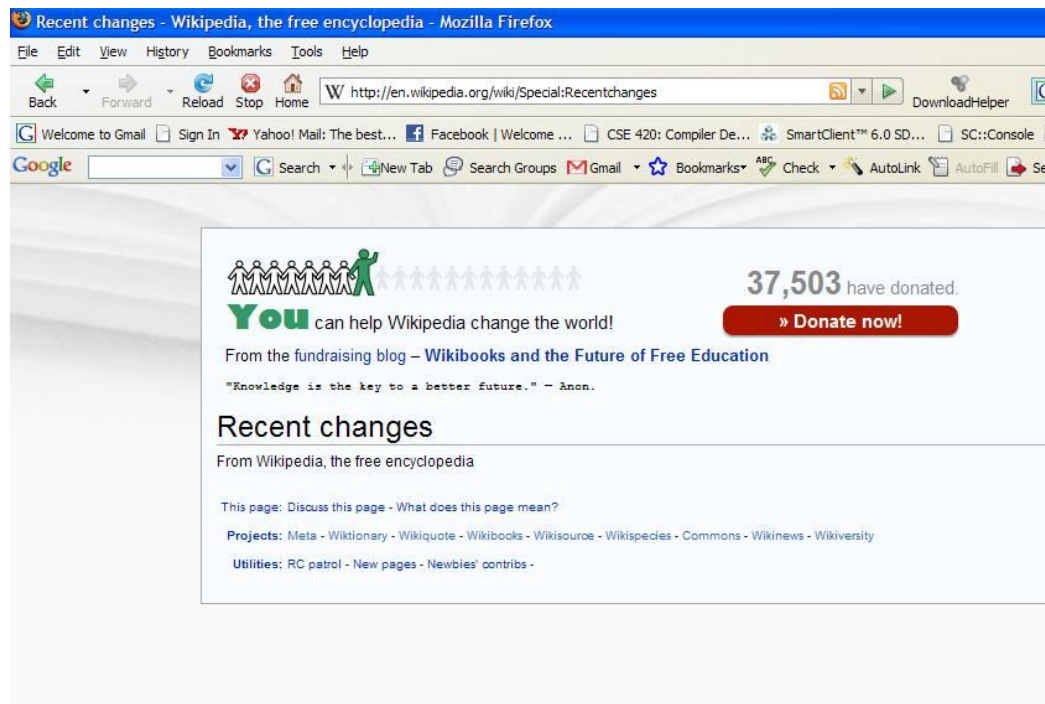 Recent changes - Wikipedia, the free encyclopedia - Mozilla Firefox
File Edit View History Bookmarks Tools Help
Back Forward Reload Stop Home W http://en.wikipedia.org/wiki/Special:Recentchanges DownloadHelper
G Welcome to Gmail Sign In Y? Yahoo! Mail: The best... Facebook | Welcome ... CSE 420: Compiler De... SmartClient™ 6.0 SD... SC::Console
Google G Search New Tab Search Groups Gmail Bookmarks ABC Check AutoLink AutoFill Se
37,503 have donated.
You can help Wikipedia change the world! » Donate now!
From the fundraising blog – Wikibooks and the Future of Free Education
"Knowledge is the key to a better future." — Anon.
Recent changes
From Wikipedia, the free encyclopedia
This page: Discuss this page - What does this page mean?
Projects: Meta - Wiktionary - Wikiquote - Wikibooks - Wikisource - Wikispecies - Commons - Wikinews - Wikiversity
Utilities: RC patrol - New pages - Newbies' contribs -